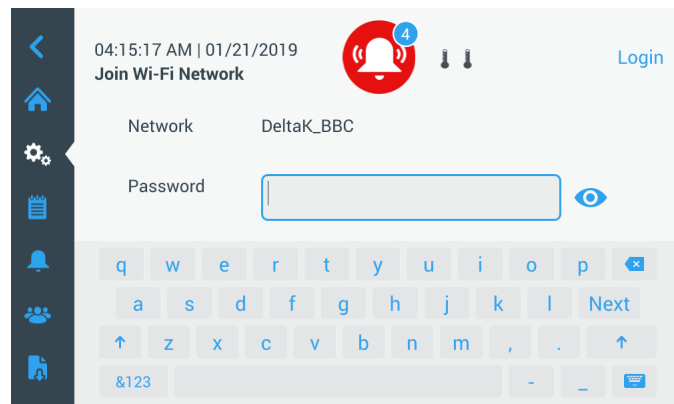 04:15:17 AM | 01/21/2019
4
Login
Join Wi-Fi Network
Network DeltaK_BBC
Password
q w e r t y u i o p
a s d f g h j k l Next
z x c v b n m , .
&123 - _